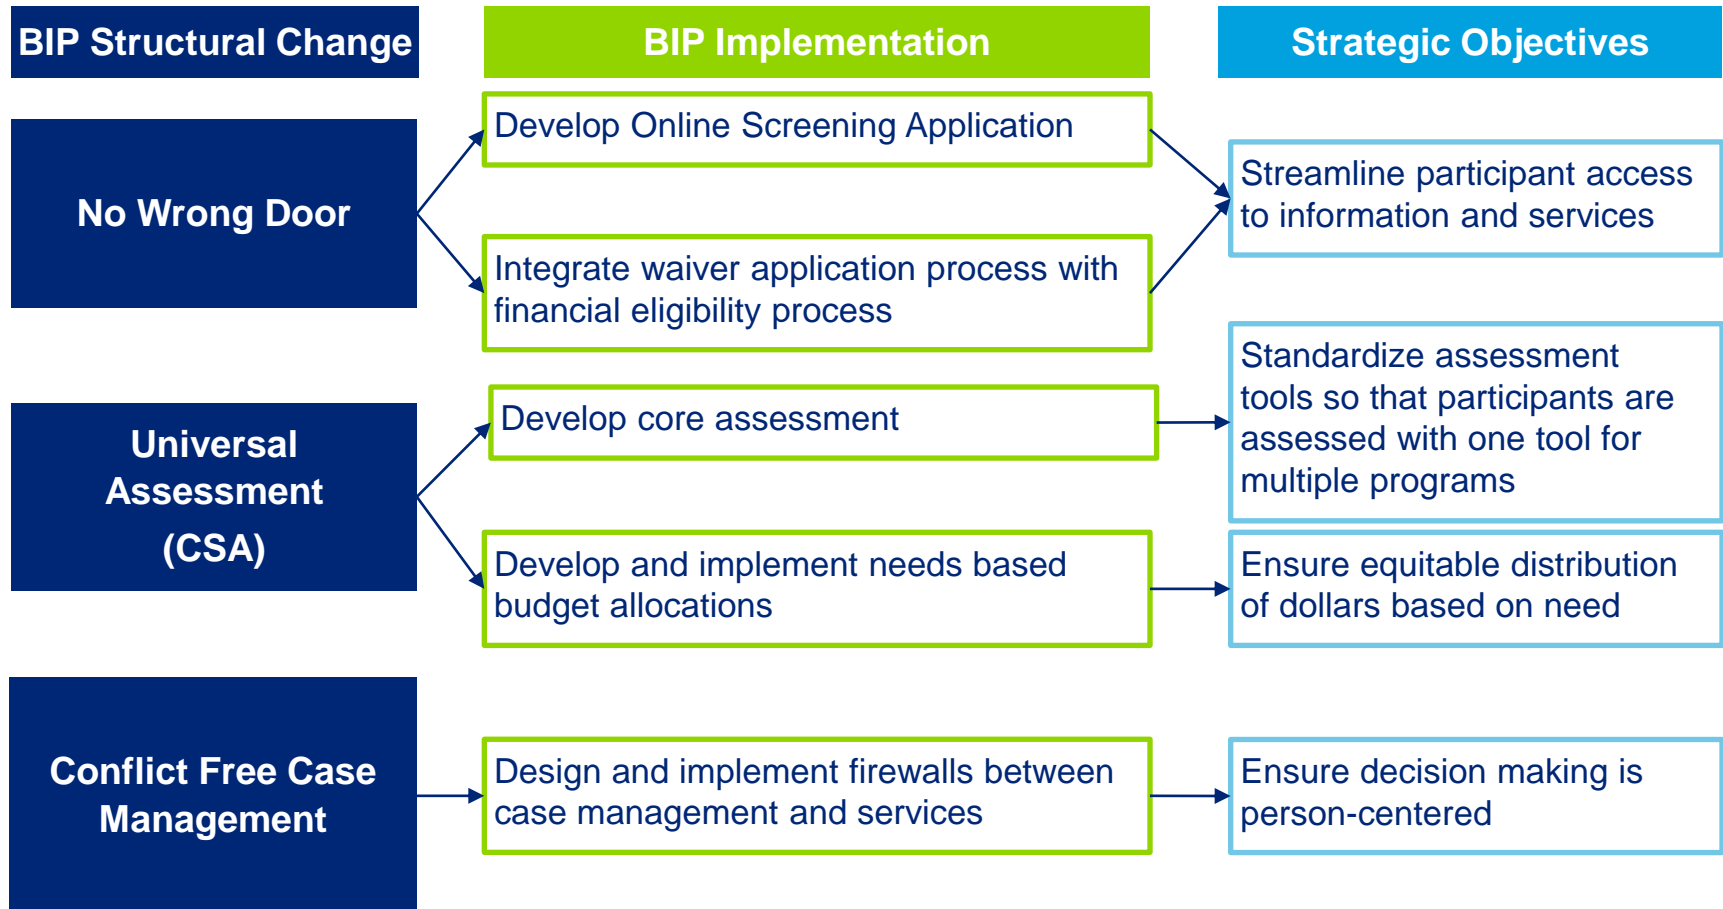 BIP Structural Change
BIP Implementation
Strategic Objectives
No Wrong Door
Develop Online Screening Application
Integrate waiver application process with
financial eligibility process
Streamline participant access
to information and services
Universal
Assessment
(CSA)
Develop core assessment
Develop and implement needs based
budget allocations
Standardize assessment
tools so that participants are
assessed with one tool for
multiple programs
Ensure equitable distribution
of dollars based on need
Conflict Free Case
Management
Design and implement firewalls between
case management and services
Ensure decision making is
person-centered